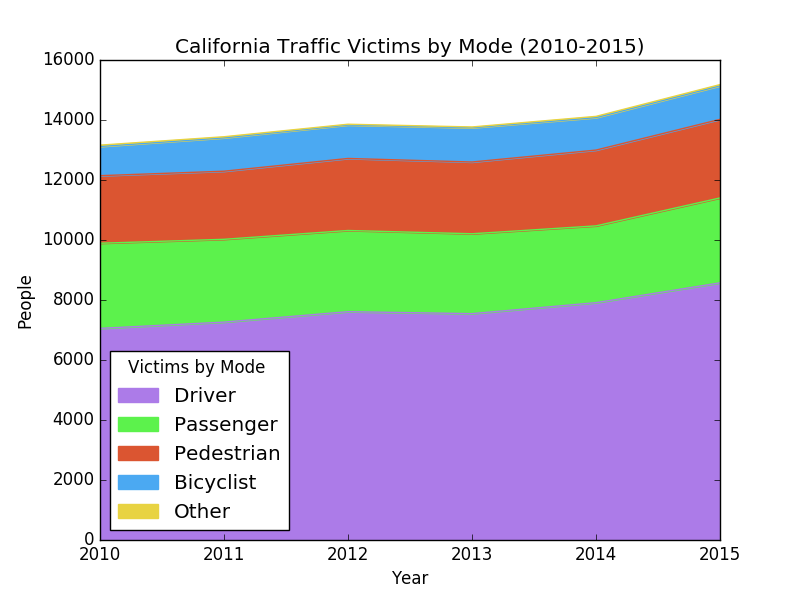 California Traffic Victims by Mode (2010-2015)
16000
14000
12000
10000
8000
6000
4000
2000
0
People
Victims by Mode
Driver
Passenger
Pedestrian
Bicyclist
Other
2010 2011 2012 2013 2014 2015
Year